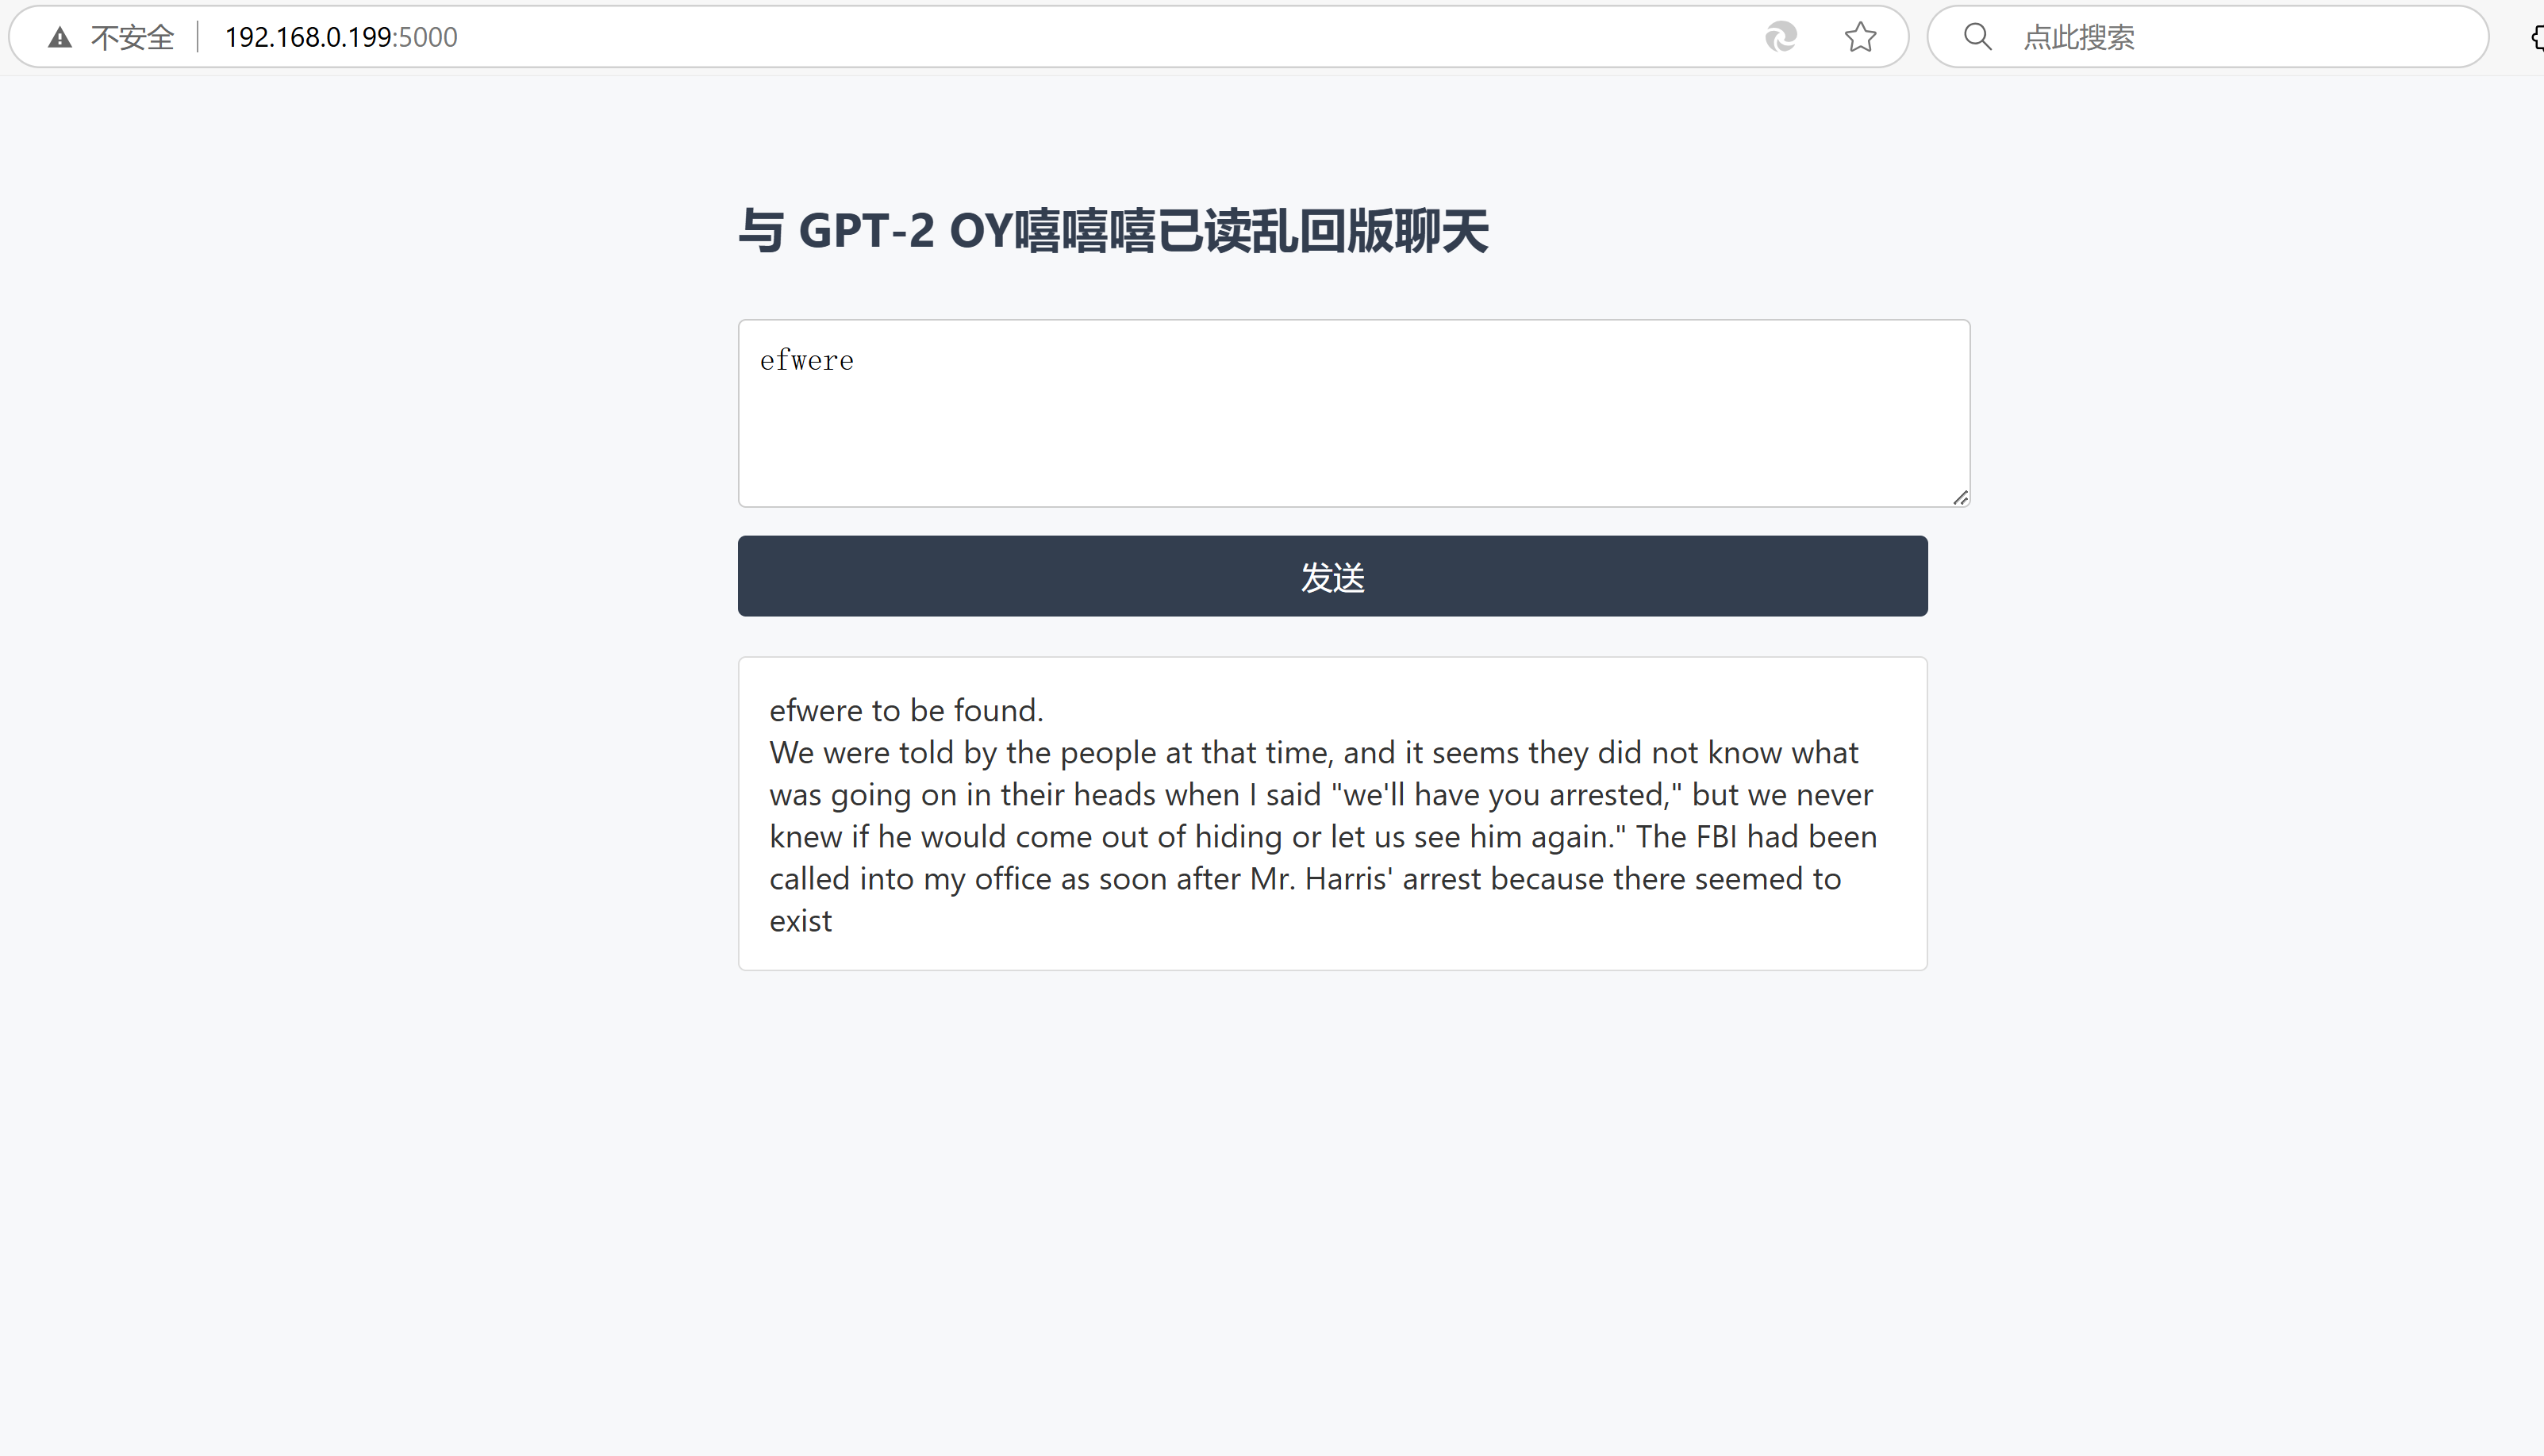 不安全 192.168.0.199:5000 点此搜索
与 GPT-2 OY嘻嘻嘻已读乱回版聊天
efwere
发送
efwere to be found.
We were told by the people at that time, and it seems they did not know what
was going on in their heads when I said "we'll have you arrested," but we never
knew if he would come out of hiding or let us see him again." The FBI had been
called into my office as soon after Mr. Harris' arrest because there seemed to
exist